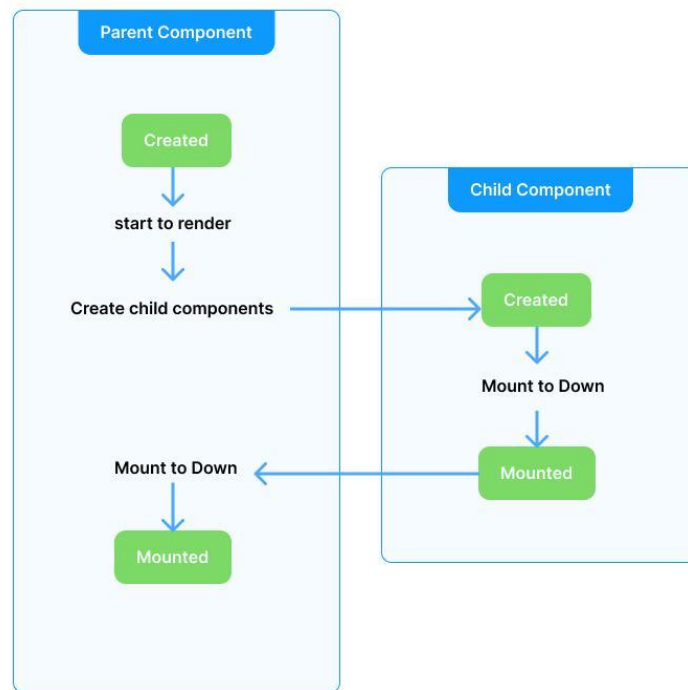 Parent Component
Created
start to render
Create child components
Child Component
Created
Mount to Down
Mounted
Mount to Down
Mounted